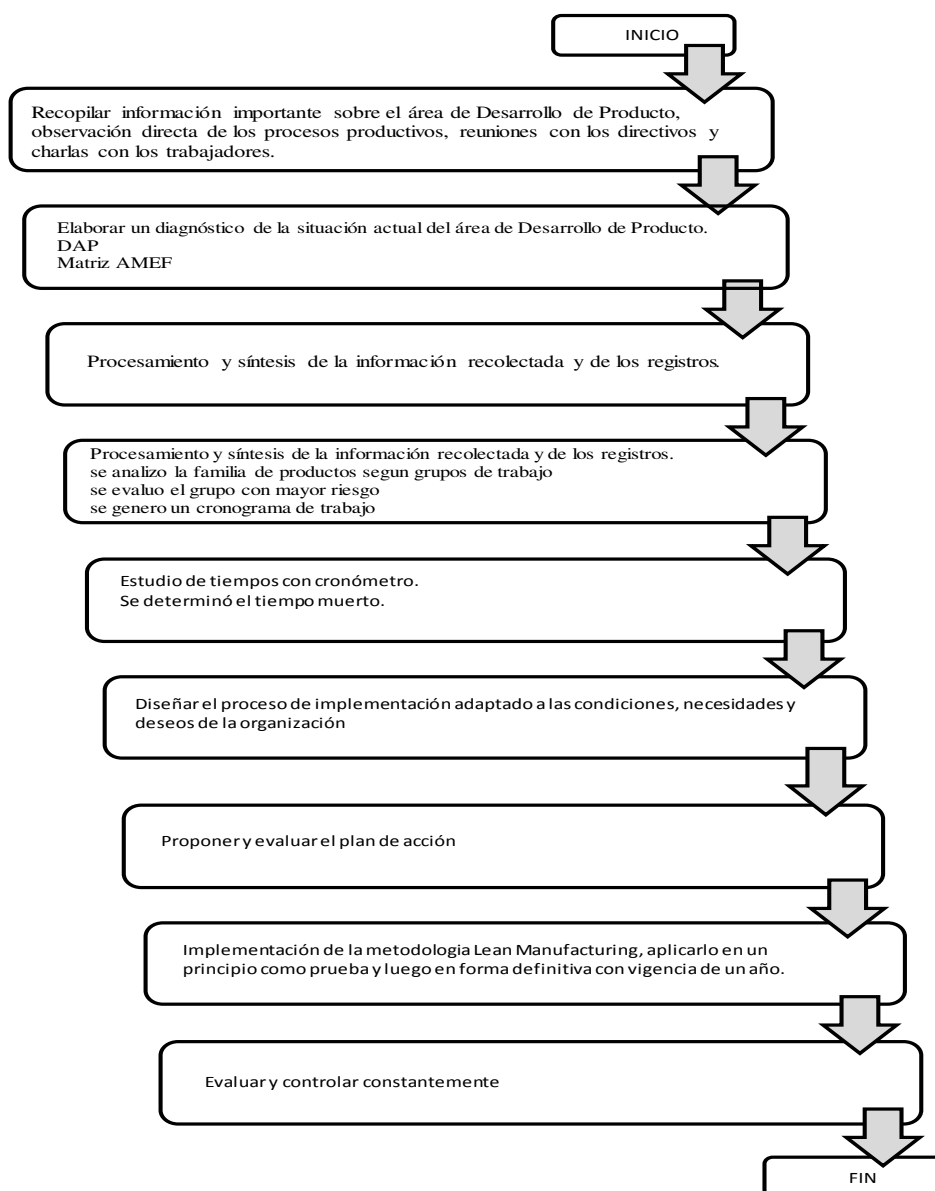 INICIO
Recopilar información importante sobre el área de Desarrollo de Producto,
observación directa de los procesos productivos, reuniones con los directivos y
charlas con los trabajadores.
Elaborar un diagnóstico de la situación actual del área de Desarrollo de Producto.
DAP
Matriz AMEF
Procesamiento y síntesis de la información recolectada y de los registros.
Procesamiento y síntesis de la información recolectada y de los registros.
se analizo la familia de productos segun grupos de trabajo
se evaluo el grupo con mayor riesgo
se genero un cronograma de trabajo
Estudio de tiempos con cronómetro.
Se determinó el tiempo muerto.
Diseñar el proceso de implementación adaptado a las condiciones, necesidades y
deseos de la organización
Proponer y evaluar el plan de acción
Implementación de la metodologia Lean Manufacturing, aplicarlo en un
principio como prueba y luego en forma definitiva con vigencia de un año.
Evaluar y controlar constantemente
FIN